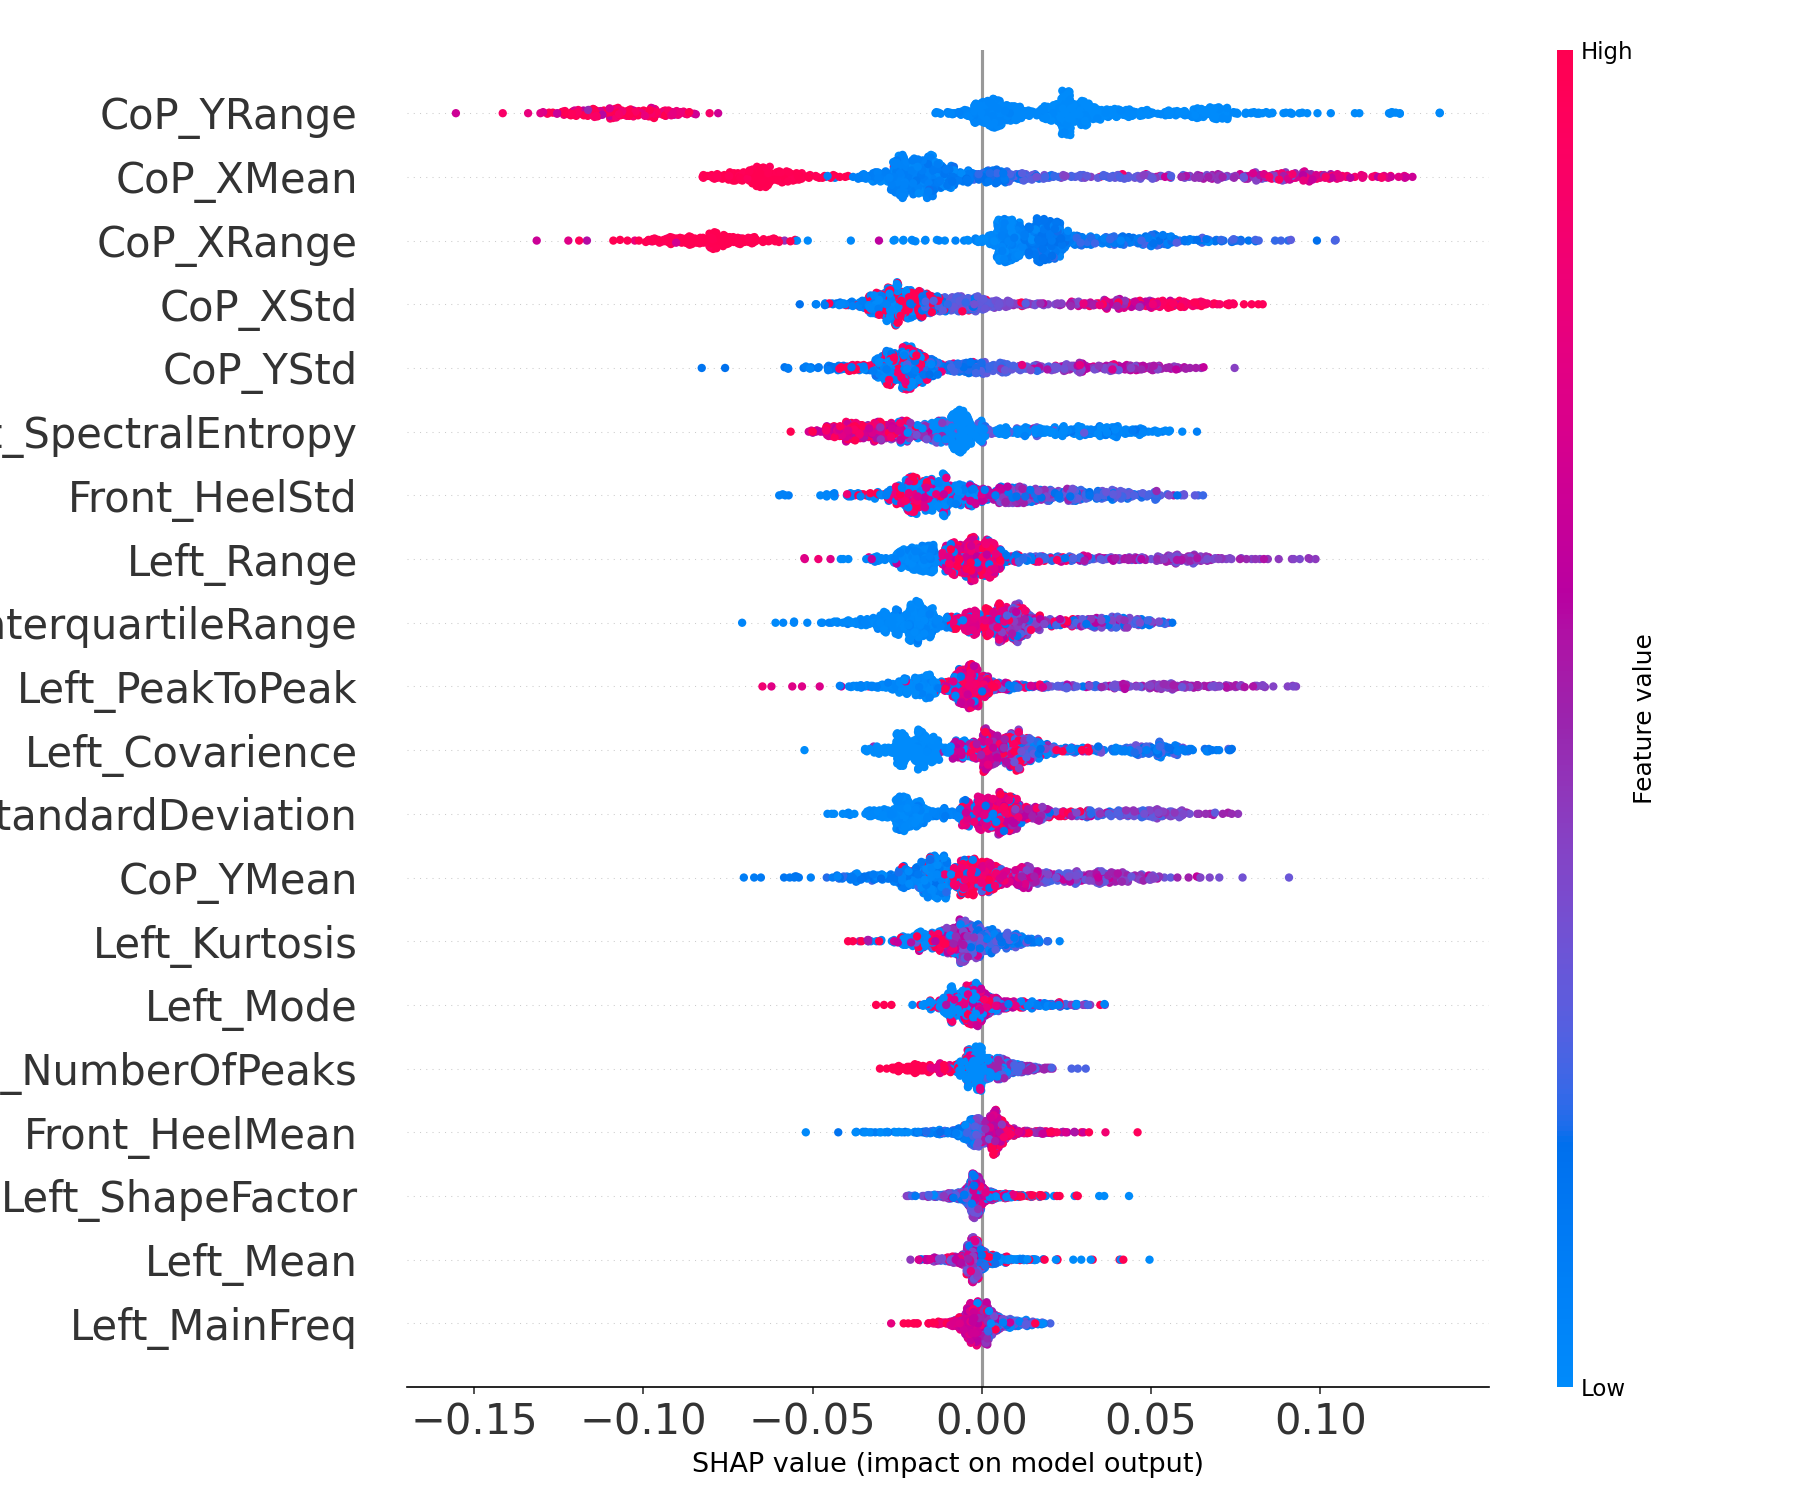 High
CoP_YRange
CoP_XMean
CoP_XRange
CoP_XStd
CoP_YStd
t_SpectralEntropy
Front_HeelStd
Left_Range
nterquartileRange
Left_PeakToPeak
Left_Covarience
tandardDeviation
CoP_YMean
Left_Kurtosis
Left_Mode
_NumberOfPeaks
Front_HeelMean
Left_ShapeFactor
Left_Mean
Left_MainFreq
Feature value
Low
−0.15 −0.10 −0.05 0.00 0.05 0.10
SHAP value (impact on model output)